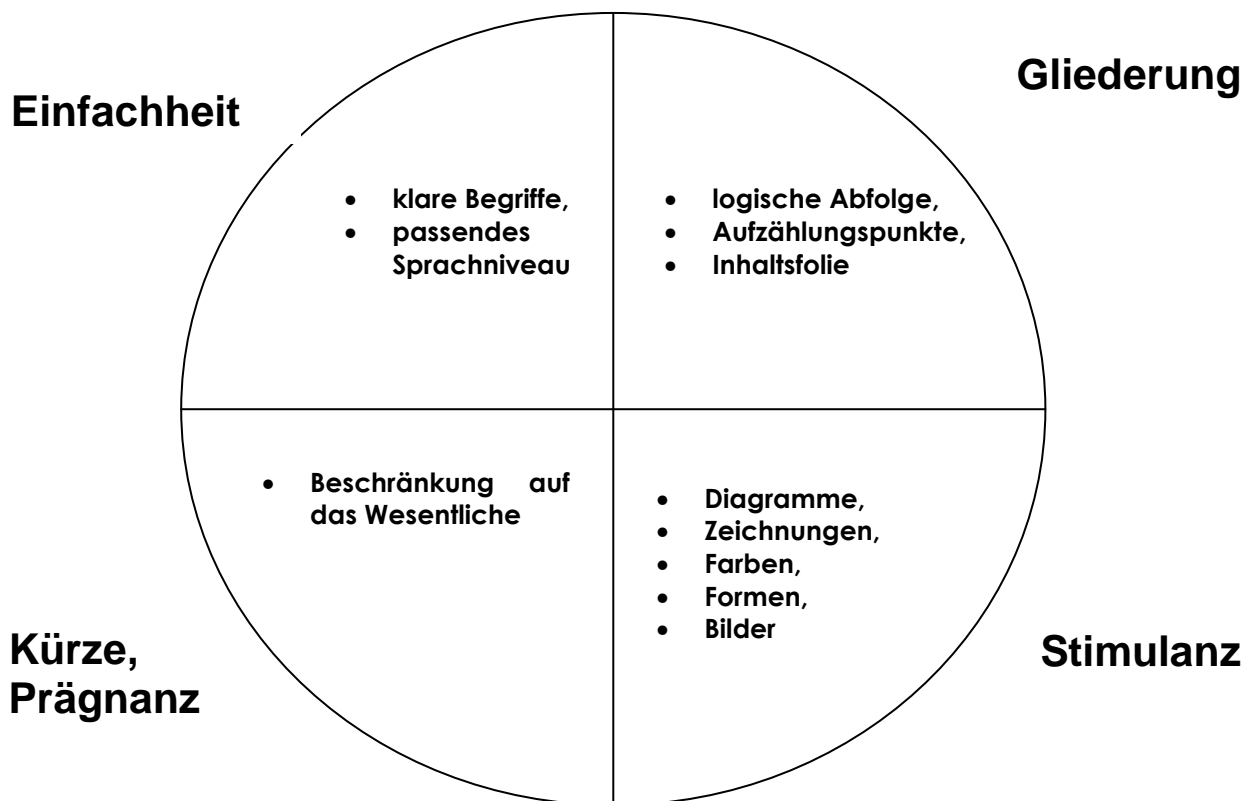 Einfachheit
• klare Begriffe,
• passendes
Sprachniveau
Gliederung
• logische Abfolge,
• Aufzählungspunkte,
• Inhaltsfolie
Kürze,
Prägnanz
• Beschränkung auf
das Wesentliche
• Diagramme,
• Zeichnungen,
• Farben,
• Formen,
• Bilder
Stimulanz